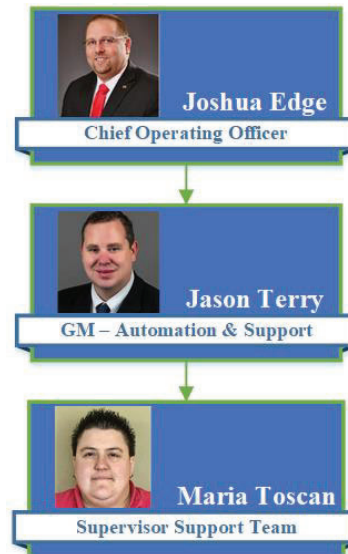 Joshua Edge
Chief Operating Officer
Jason Terry
GM – Automation & Support
Maria Toscan
Supervisor Support Team